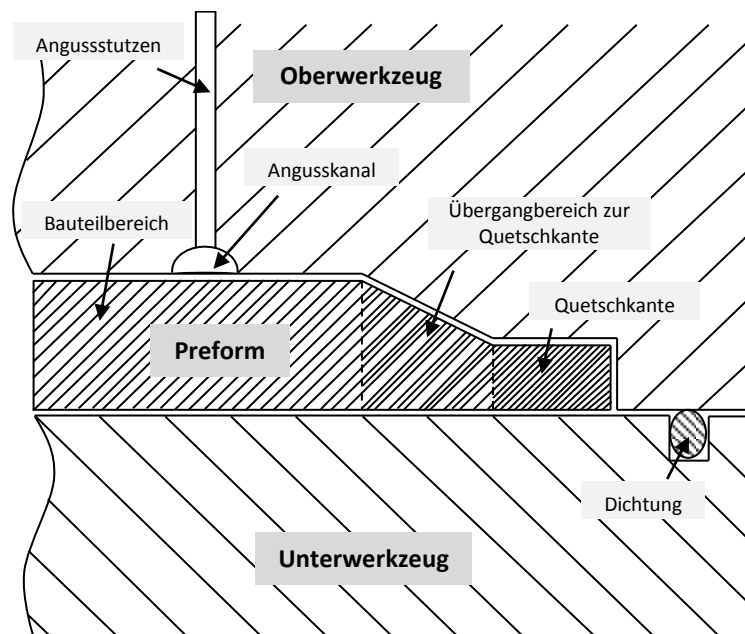 Angussstutzen
Oberwerkzeug
Angusskanal
Bauteilbereich
Übergangbereich zur
Quetschkante
Quetschkante
Preform
Dichtung
Unterwerkzeug